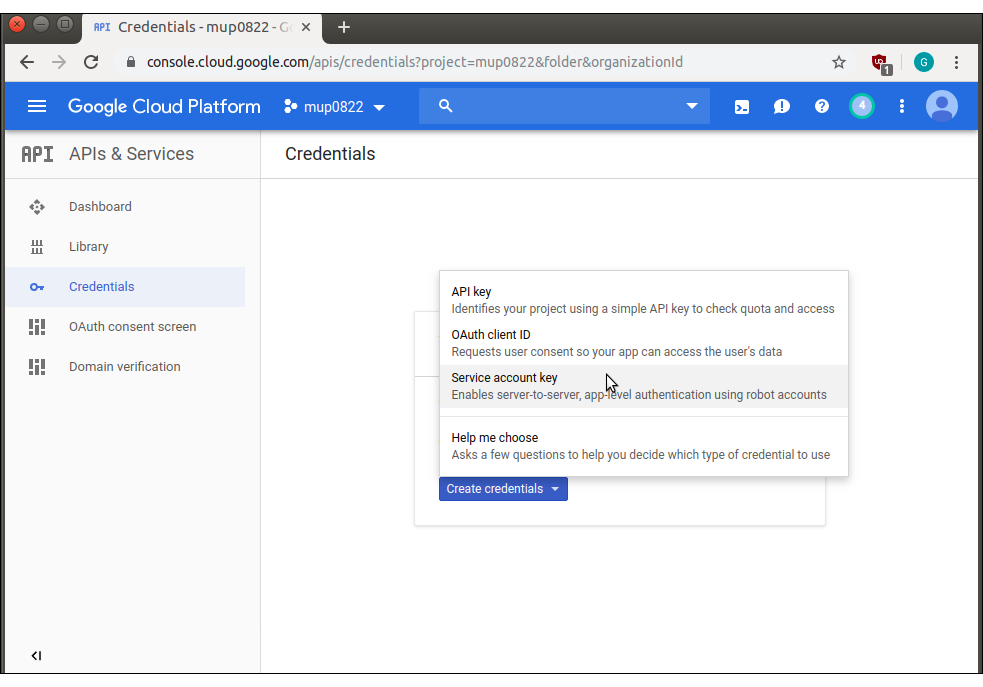 API Credentials - mup0822 - G
console.cloud.google.com/apis/credentials?project=mup0822&folder&organizationId
1
G
Google Cloud Platform
mup0822
4
API APIs & Services
Credentials
Dashboard
Library
Credentials
OAuth consent screen
Domain verification
API key
Identifies your project using a simple API key to check quota and access
OAuth client ID
Requests user consent so your app can access the user's data
Service account key
Enables server-to-server, app-level authentication using robot accounts
Help me choose
Asks a few questions to help you decide which type of credential to use
Create credentials